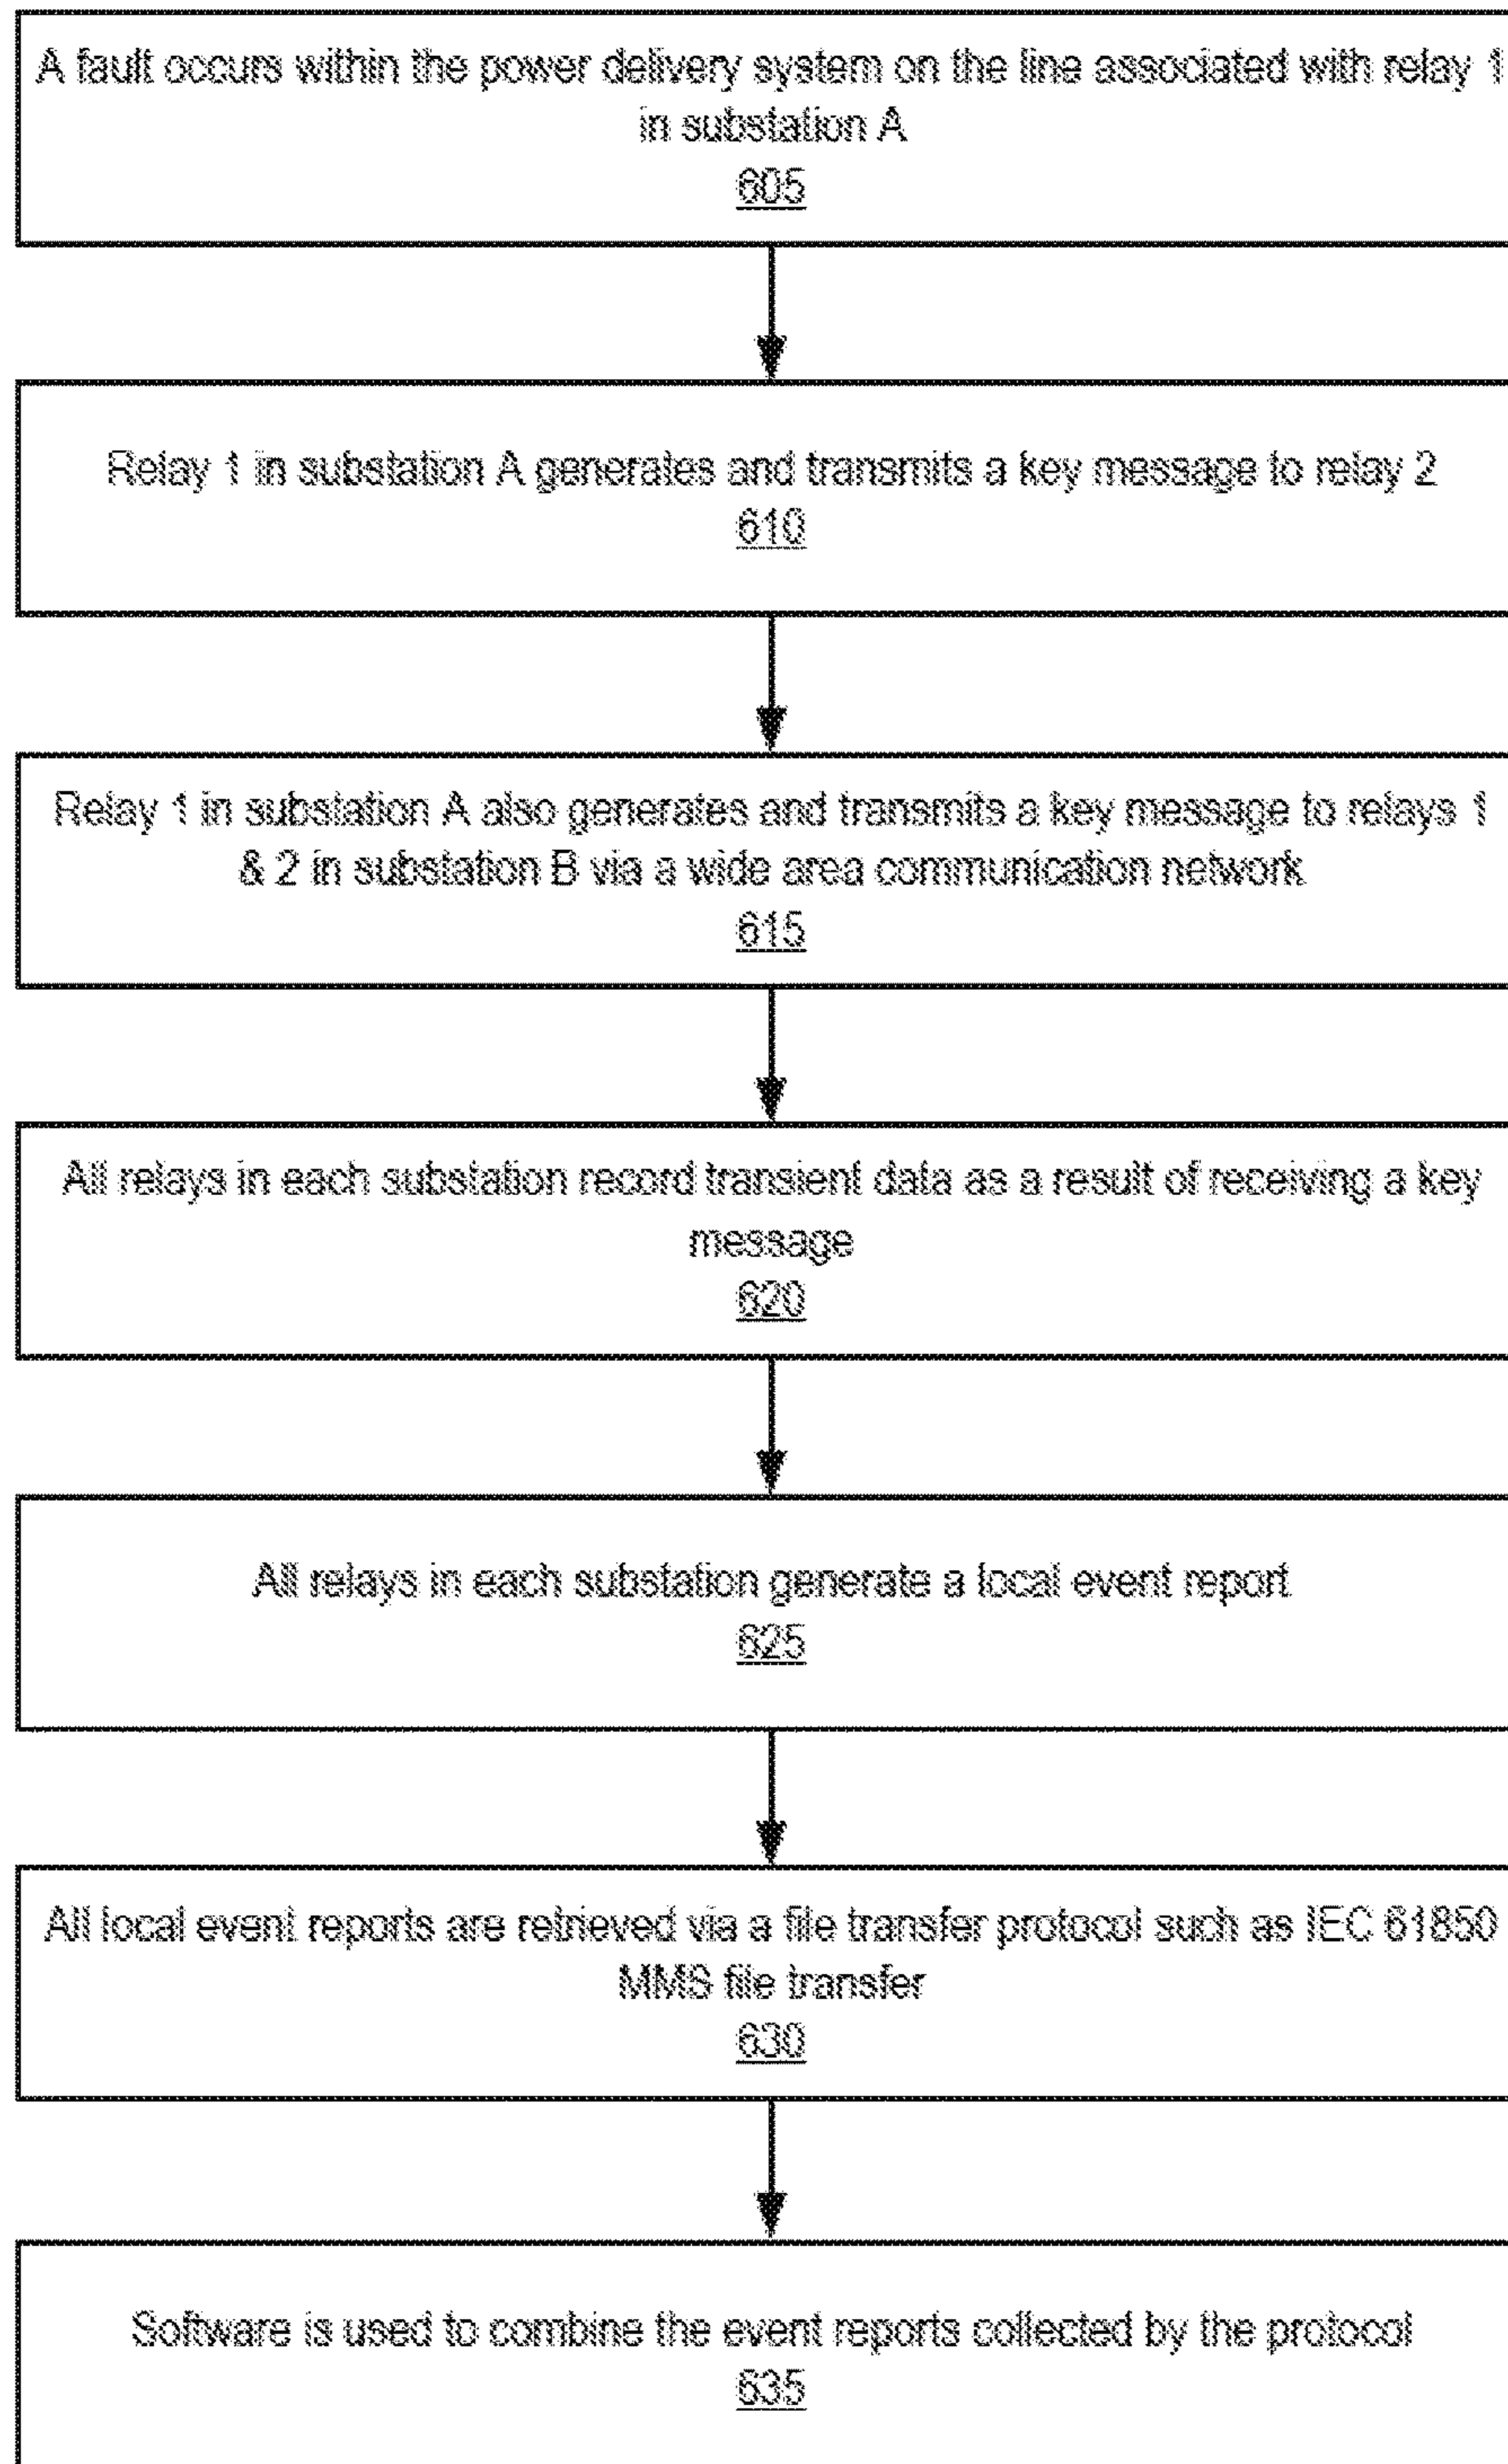 A fault occurs within the power delivery system on the line associated with relay 1
in substation A
605
Relay 1 in substation A generates and transmits a key message to relay 2
610
Relay 1 in substation A also generates and transmits a key message to relays 1
& 2 in substation B via a wide area communication network
615
All relays in each substation record transient data as a result of receiving a key
message
620
All relays in each substation generate a local event report
625
All local event reports are retrieved via a file transfer protocol such as IEC 61850
MMS file transfer
630
Software is used to combine the event reports collected by the protocol
635